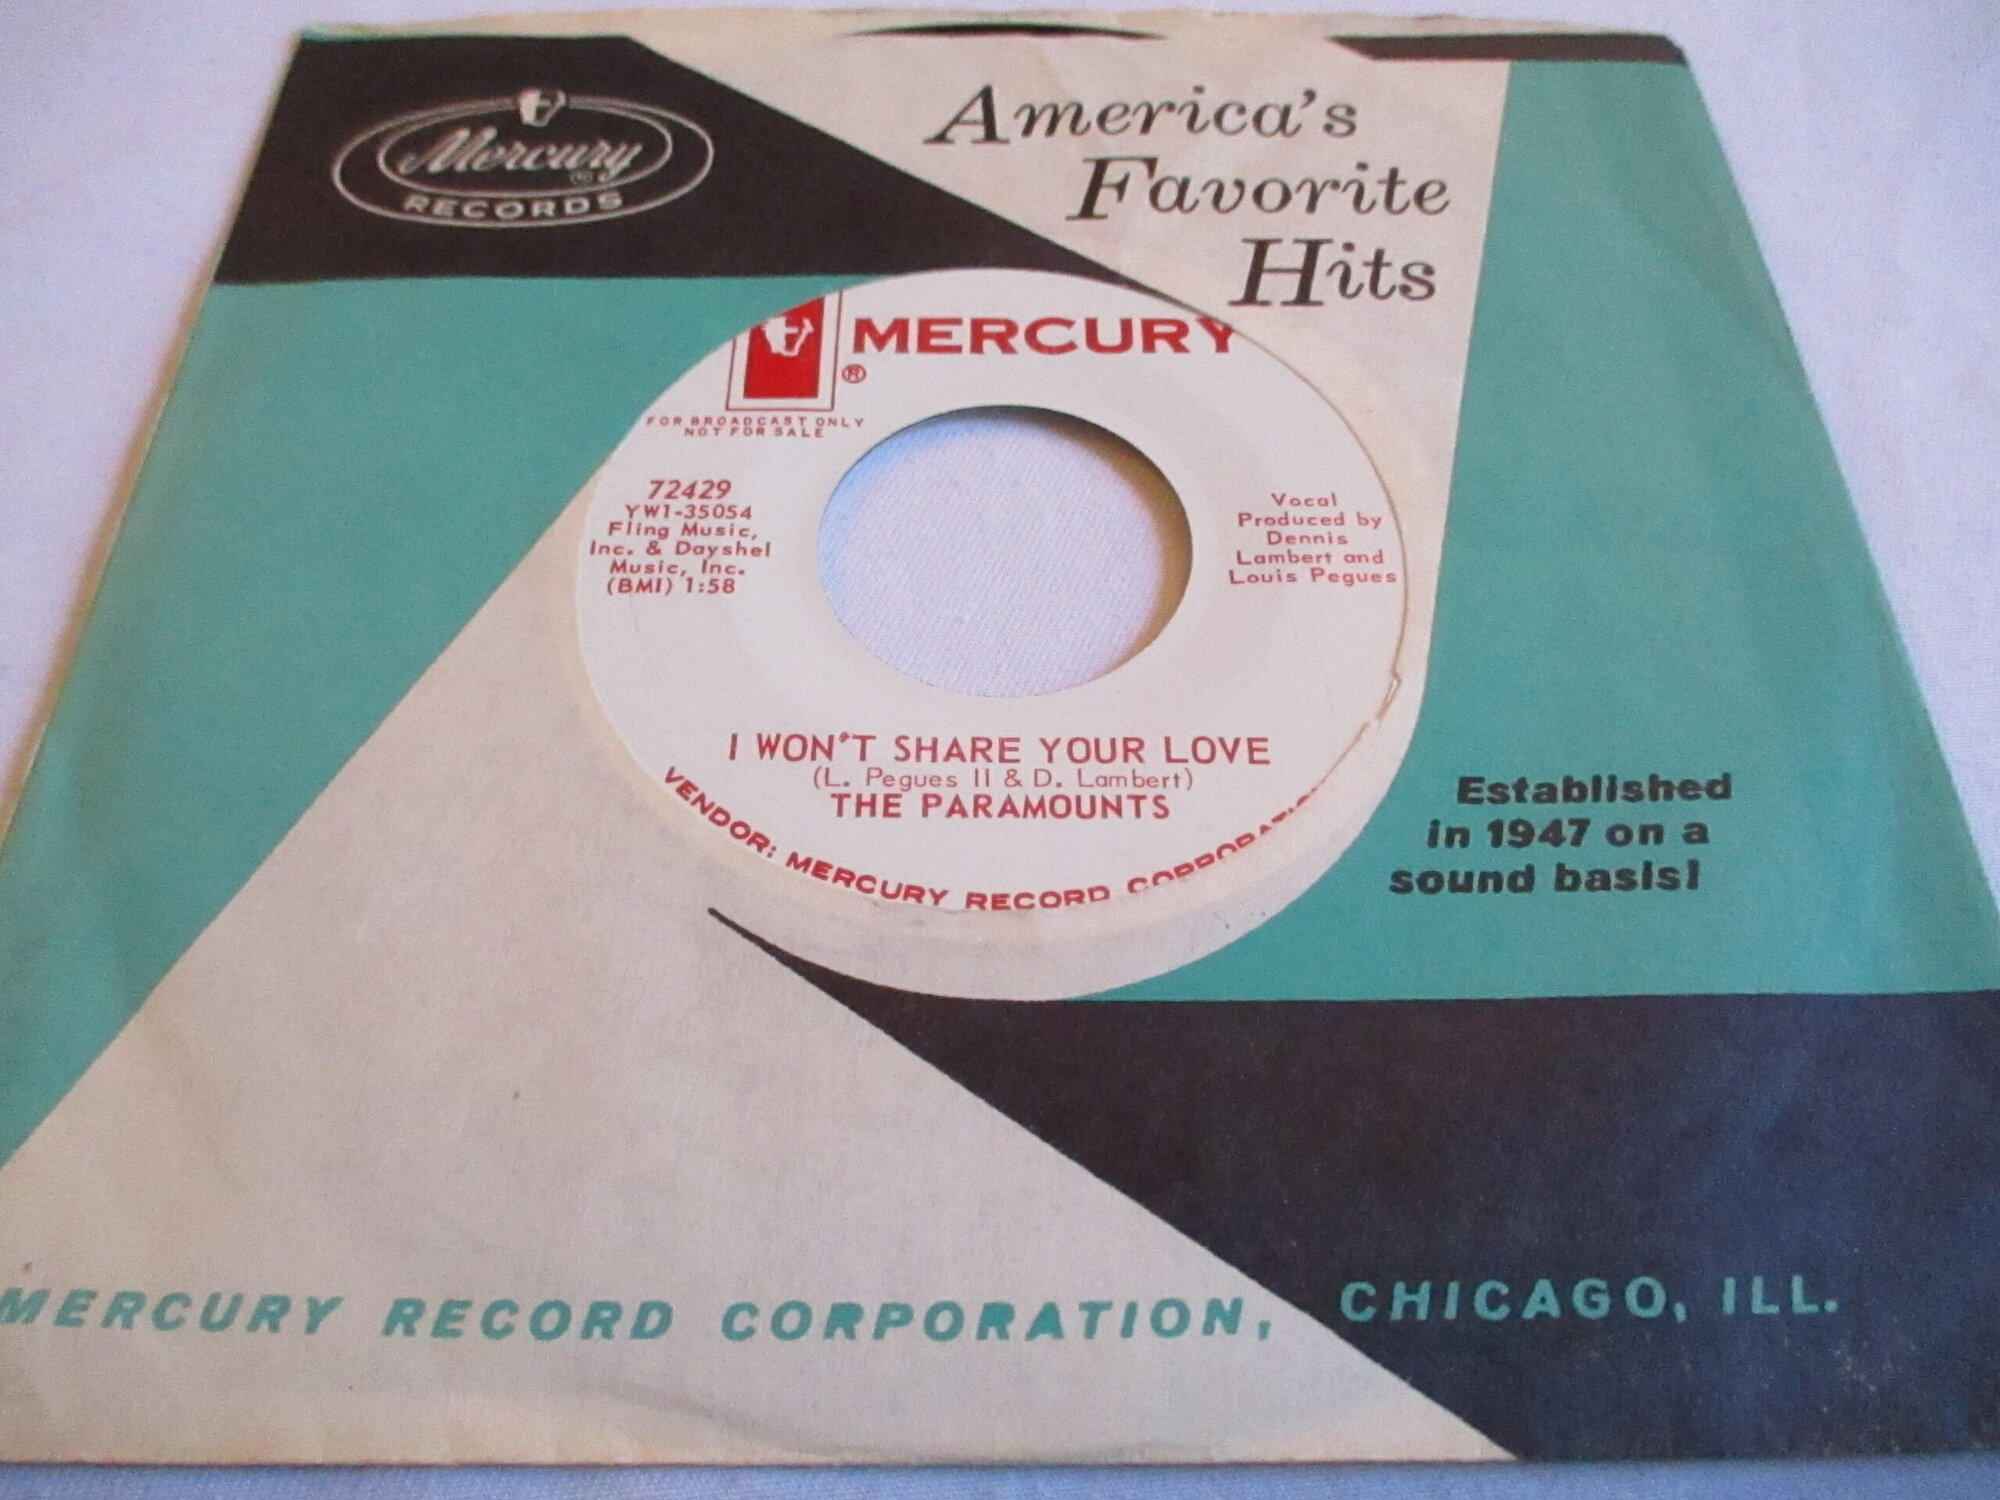 Mercury
RECORDS
America's
Favorite
Hits
MERCURY
®
FOR BROADCAST ONLY
NOT FOR SALE
72429
YW1-35054
Fling Music,
Inc. & Dayshel
Music, Inc.
(BMI) 1:58
Vocal
Produced by
Dennis
Lambert and
Louis Pegues
I WON'T SHARE YOUR LOVE
(L. Pegues II & D. Lambert)
THE PARAMOUNTS
VENDOR: MERCURY RECORD CORPORATIO
Established
in 1947 on a
sound basis!
MERCURY RECORD CORPORATION, CHICAGO, ILL.